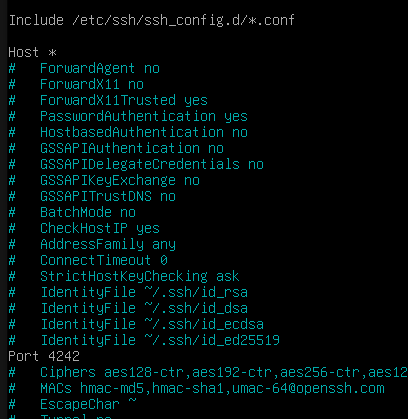 Include /etc/ssh/ssh_config.d/*.conf
Host *
#   ForwardAgent no
#   ForwardX11 no
#   ForwardX11Trusted yes
#   PasswordAuthentication yes
#   HostbasedAuthentication no
#   GSSAPIAuthentication no
#   GSSAPIDelegateCredentials no
#   GSSAPIKeyExchange no
#   GSSAPITrustDNS no
#   BatchMode no
#   CheckHostIP yes
#   AddressFamily any
#   ConnectTimeout 0
#   StrictHostKeyChecking ask
#   IdentityFile ~/.ssh/id_rsa
#   IdentityFile ~/.ssh/id_dsa
#   IdentityFile ~/.ssh/id_ecdsa
#   IdentityFile ~/.ssh/id_ed25519
Port 4242
#   Ciphers aes128-ctr,aes192-ctr,aes256-ctr,aes12
#   MACs hmac-md5,hmac-sha1,umac-64@openssh.com
#   EscapeChar ~